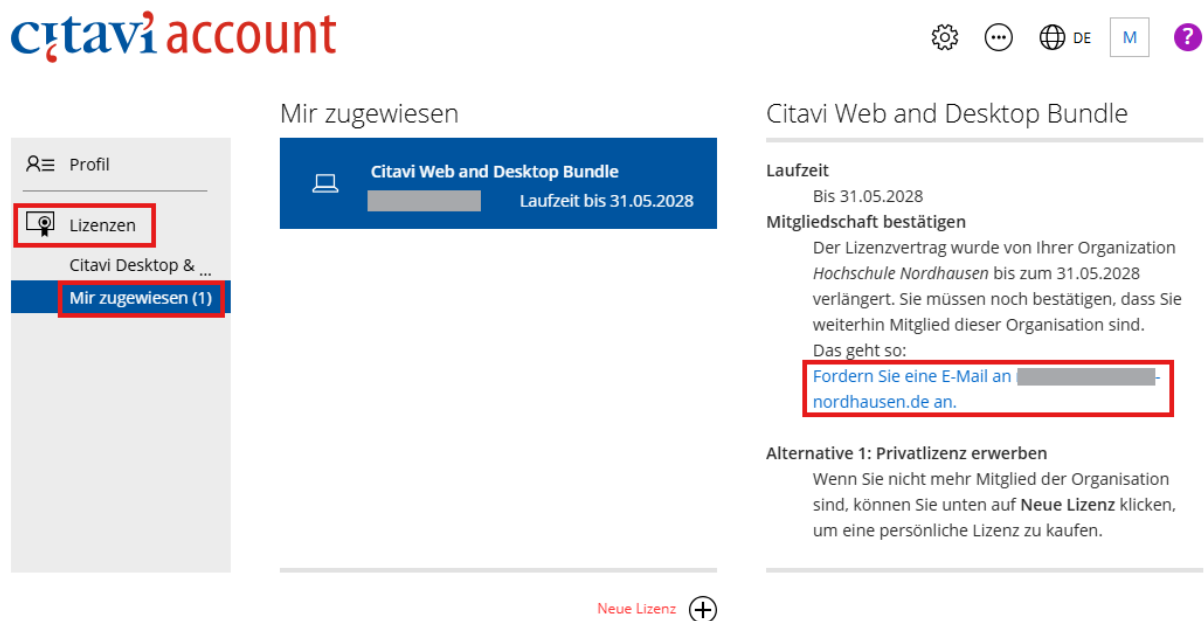 citavi account
DE
M
?
Profil
Lizenzen
Citavi Desktop & ...
Mir zugewiesen (1)
Mir zugewiesen
Citavi Web and Desktop Bundle
Laufzeit bis 31.05.2028
Neue Lizenz
Citavi Web and Desktop Bundle
Laufzeit
Bis 31.05.2028
Mitgliedschaft bestätigen
Der Lizenzvertrag wurde von Ihrer Organization
Hochschule Nordhausen bis zum 31.05.2028
verlängert. Sie müssen noch bestätigen, dass Sie
weiterhin Mitglied dieser Organisation sind.
Das geht so:
Fordern Sie eine E-Mail an -
nordhausen.de an.
Alternative 1: Privatlizenz erwerben
Wenn Sie nicht mehr Mitglied der Organisation
sind, können Sie unten auf Neue Lizenz klicken,
um eine persönliche Lizenz zu kaufen.